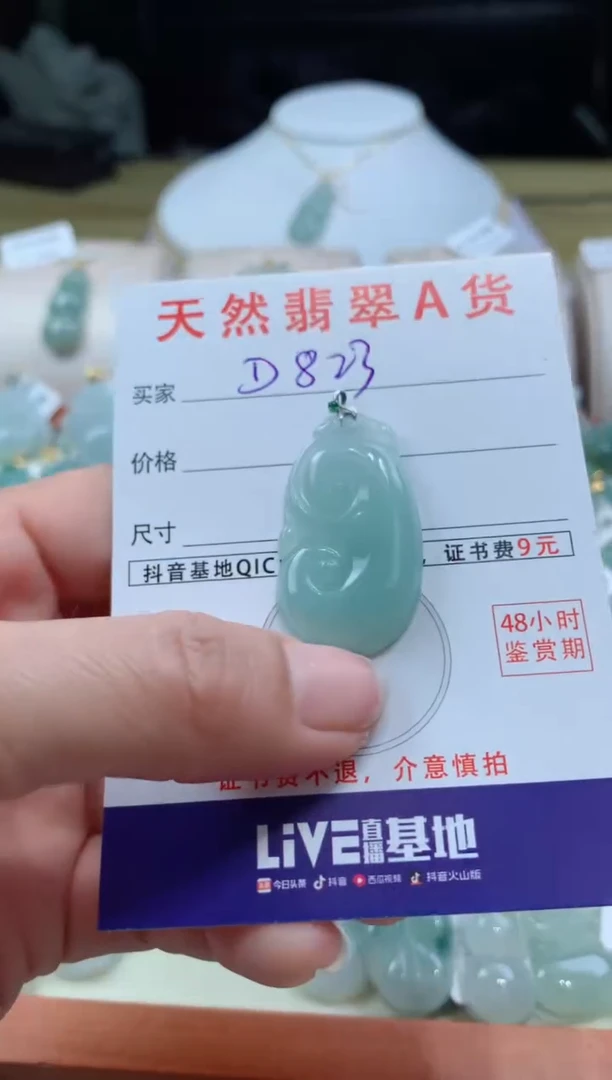 天然翡翠A货
买家 D823
价格
尺寸
抖音基地QIC
，证书费9元
48小时
鉴赏期
证书费不退，介意慎拍
LiVE直播基地
今日头条 抖音 西瓜视频 抖音火山版